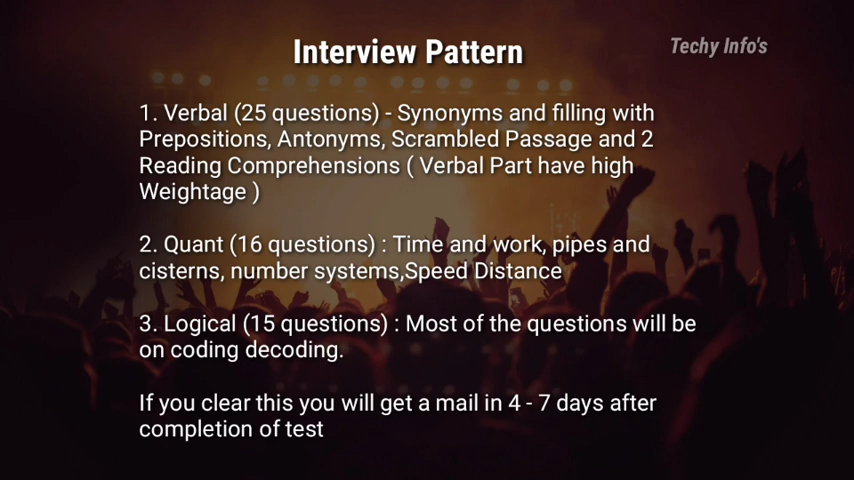 Interview Pattern
Techy Info's
1. Verbal (25 questions) - Synonyms and filling with
Prepositions, Antonyms, Scrambled Passage and 2
Reading Comprehensions ( Verbal Part have high
Weightage )
2. Quant (16 questions) : Time and work, pipes and
cisterns, number systems,Speed Distance
3. Logical (15 questions) : Most of the questions will be
on coding decoding.
If you clear this you will get a mail in 4 - 7 days after
completion of test